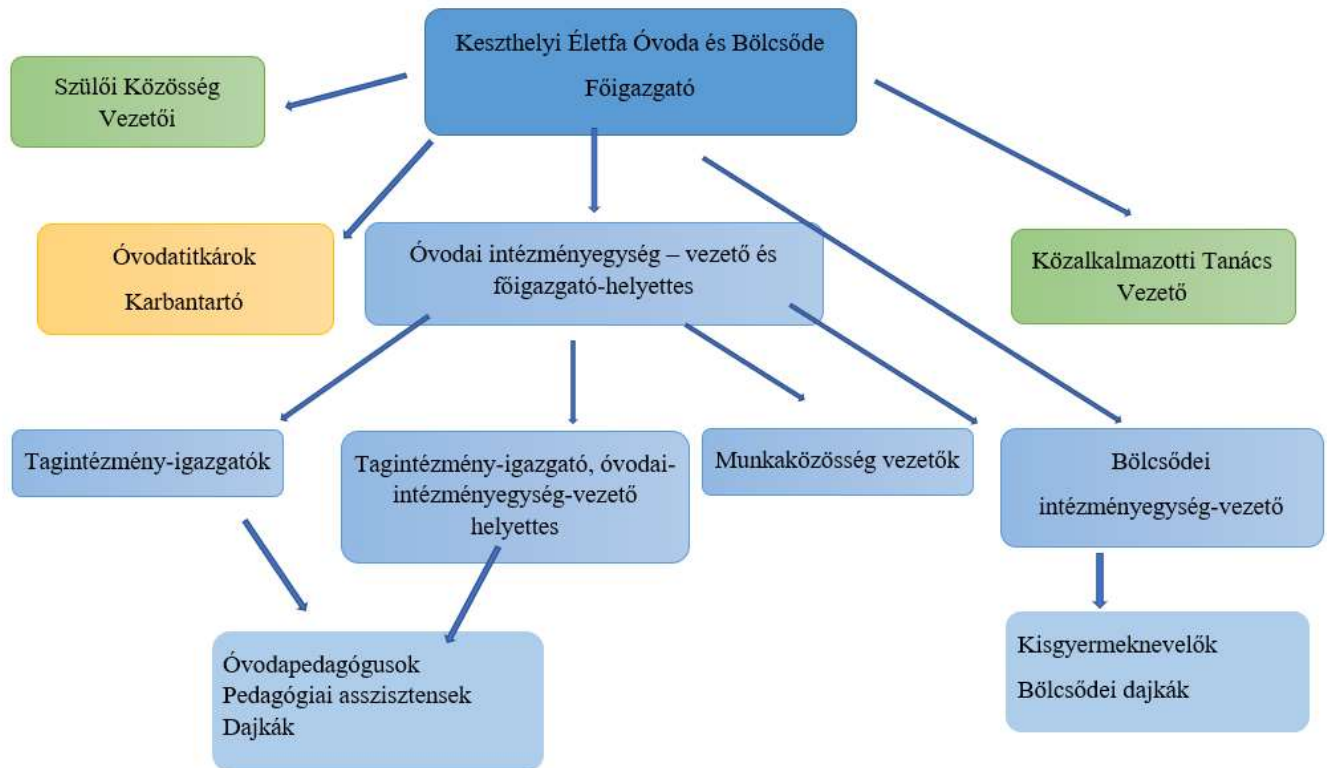 Keszthelyi Életfa Óvoda és Bölcsőde
Főigazgató
Szülői Közösség
Vezetői
Óvodatitkárok
Karbantartó
Óvodai intézményegység – vezető és
főigazgató-helyettes
Közalkalmazotti Tanács
Vezető
Tagintézmény-igazgatók
Tagintézmény-igazgató, óvodai-
intézményegység-vezető
helyettes
Munkaközösség vezetők
Bölcsődei
intézményegység-vezető
Óvodapedagógusok
Pedagógiai asszisztensek
Dajkák
Kisgyermeknevelők
Bölcsődei dajkák